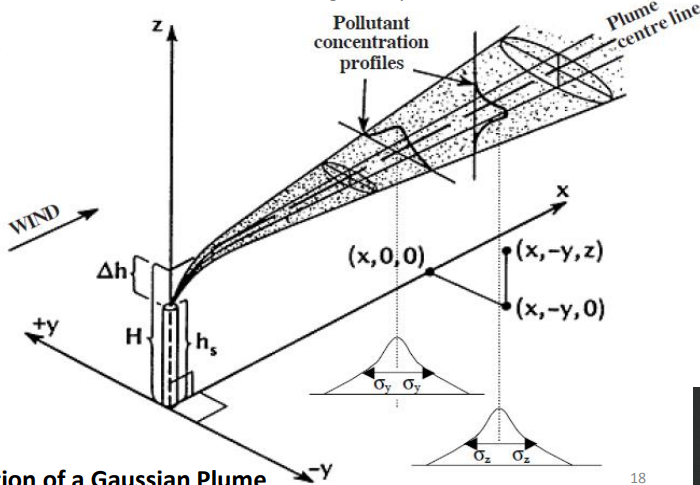 z
Pollutant
concentration
profiles
Plume
centre line
WIND
x
Δh
(x,0,0)
(x,-y,z)
+y
H
hs
(x,-y,0)
σy σy
σz σz
-y
tion of a Gaussian Plume
18